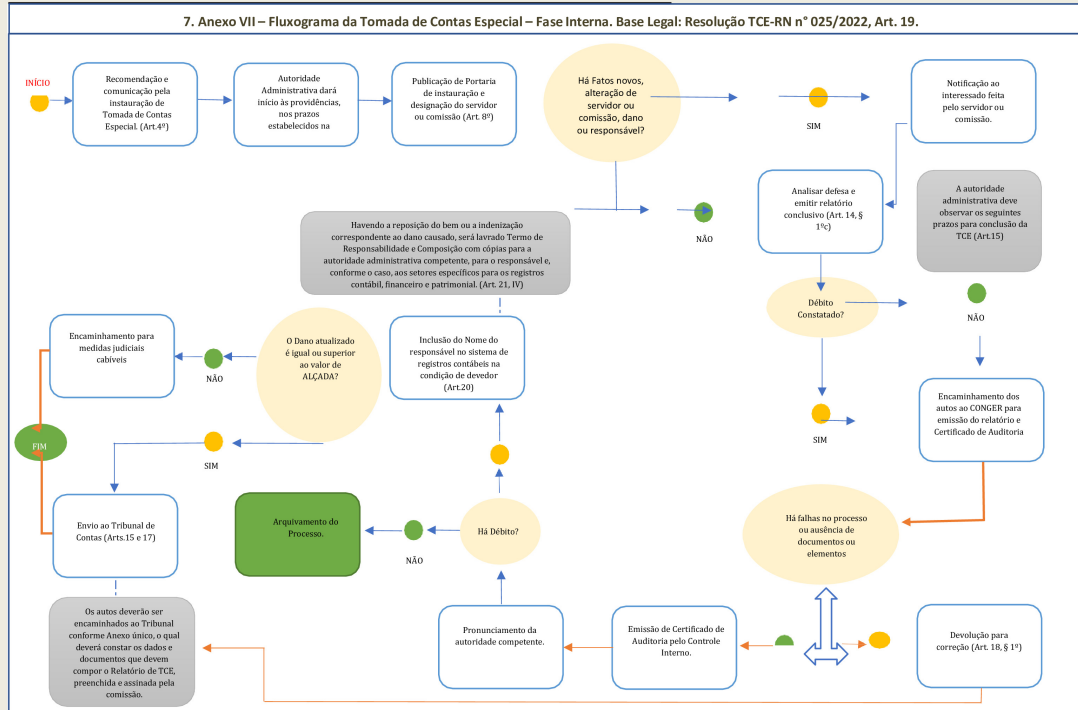 7. Anexo VII – Fluxograma da Tomada de Contas Especial – Fase Interna. Base Legal: Resolução TCE-RN n° 025/2022, Art. 19.
INÍCIO
Recomendação e
comunicação pela
instauração de
Tomada de Contas
Especial. (Art.4º)
Autoridade
Administrativa dará
início às providências,
nos prazos
estabelecidos na
Publicação de Portaria
de instauração e
designação do servidor
ou comissão (Art. 8º)
Há Fatos novos,
alteração de
servidor ou
comissão, dano
ou responsável?
SIM
Notificação ao
interessado feita
pelo servidor ou
comissão.
NÃO
Analisar defesa e
emitir relatório
conclusivo (Art. 14, §
1ºc)
A autoridade
administrativa deve
observar os seguintes
prazos para conclusão da
TCE (Art.15)
Havendo a reposição do bem ou a indenização
correspondente ao dano causado, será lavrado Termo de
Responsabilidade e Composição com cópias para a
autoridade administrativa competente, para o responsável e,
conforme o caso, aos setores específicos para os registros
contábil, financeiro e patrimonial. (Art. 21, IV)
Débito
Constatado?
NÃO
SIM
Encaminhamento para
medidas judiciais
cabíveis
NÃO
O Dano atualizado
é igual ou superior
ao valor de
ALÇADA?
Inclusão do Nome do
responsável no sistema de
registros contábeis na
condição de devedor
(Art.20)
Encaminhamento dos
autos ao CONGER para
emissão do relatório e
Certificado de Auditoria
FIM
SIM
Envio ao Tribunal de
Contas (Arts.15 e 17)
Arquivamento do
Processo.
NÃO
Há Débito?
Há falhas no processo
ou ausência de
documentos ou
elementos
Os autos deverão ser
encaminhados ao Tribunal
conforme Anexo único, o qual
deverá constar os dados e
documentos que devem
compor o Relatório de TCE,
preenchida e assinada pela
comissão.
Pronunciamento da
autoridade competente.
Emissão de Certificado de
Auditoria pelo Controle
Interno.
Devolução para
correção (Art. 18, § 1º)